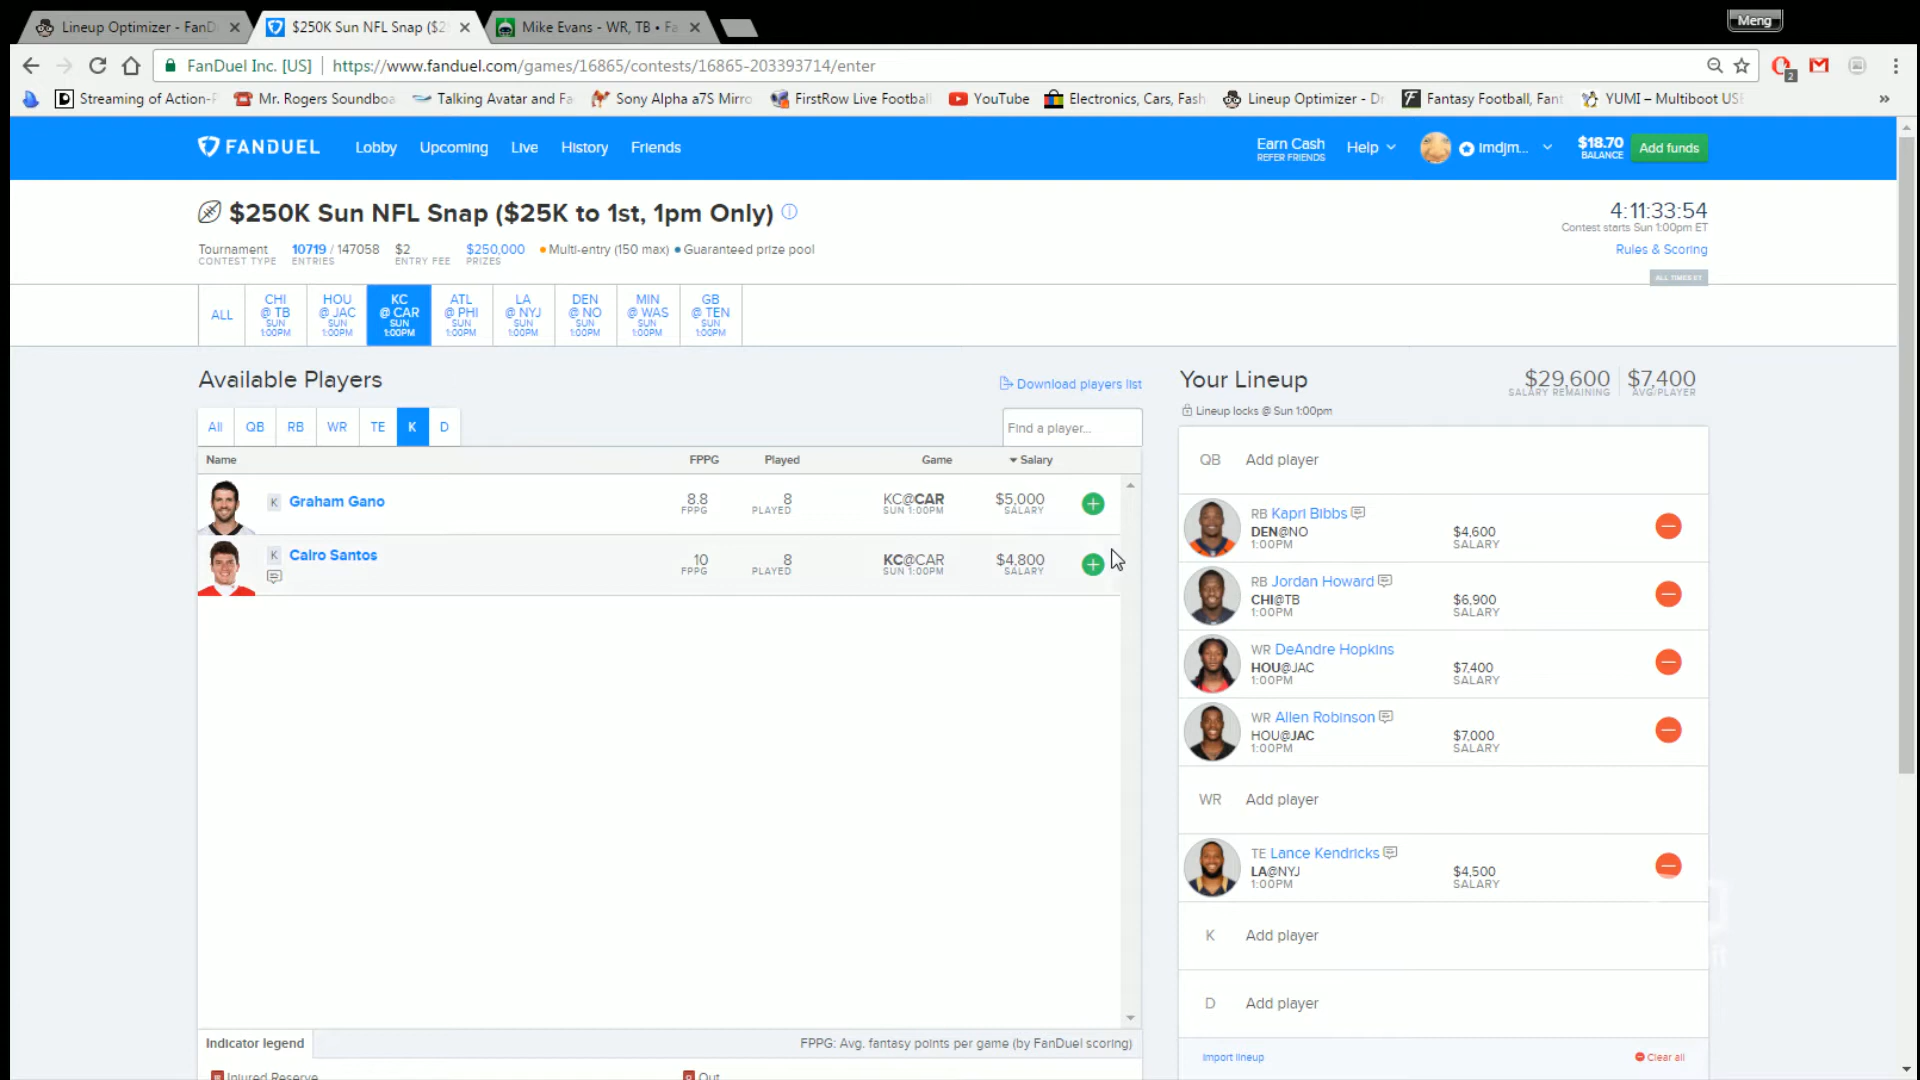 Meng
Lineup Optimizer - FanD
$250K Sun NFL Snap ($2
Mike Evans - WR, TB • Fa
FanDuel Inc. [US]
https://www.fanduel.com/games/16865/contests/16865-203393714/enter
2
Streaming of Action-P
Mr. Rogers Soundboa
Talking Avatar and Fa
Sony Alpha a7S Mirro
FirstRow Live Football
YouTube
Electronics, Cars, Fash
Lineup Optimizer - Dr
Fantasy Football, Fant
YUMI – Multiboot US
»
FANDUEL
Lobby
Upcoming
Live
History
Friends
Earn Cash
REFER FRIENDS
Help
Imdjm...
$18.70
BALANCE
Add funds
$250K Sun NFL Snap ($25K to 1st, 1pm Only)
4:11:33:54
Contest starts Sun 1:00pm ET
Rules & Scoring
ALL TIMES ET
Tournament
CONTEST TYPE
10719 / 147058
ENTRIES
$2
ENTRY FEE
$250,000
PRIZES
Multi-entry (150 max)
Guaranteed prize pool
ALL
CHI
@ TB
SUN
1:00PM
HOU
@ JAC
SUN
1:00PM
KC
@ CAR
SUN
1:00PM
ATL
@ PHI
SUN
1:00PM
LA
@ NYJ
SUN
1:00PM
DEN
@ NO
SUN
1:00PM
MIN
@ WAS
SUN
1:00PM
GB
@ TEN
SUN
1:00PM
Available Players
Download players list
All
QB
RB
WR
TE
K
D
Find a player...
Name
FPPG
Played
Game
Salary
K Graham Gano
8.8
FPPG
8
PLAYED
KC@CAR
SUN 1:00PM
$5,000
SALARY
K Cairo Santos
10
FPPG
8
PLAYED
KC@CAR
SUN 1:00PM
$4,800
SALARY
Indicator legend
FPPG: Avg. fantasy points per game (by FanDuel scoring)
Injured Reserve
Out
Your Lineup
$29,600
SALARY REMAINING
$7,400
AVG/PLAYER
Lineup locks @ Sun 1:00pm
QB Add player
RB Kapri Bibbs
DEN@NO
1:00PM
$4,600
SALARY
RB Jordan Howard
CHI@TB
1:00PM
$6,900
SALARY
WR DeAndre Hopkins
HOU@JAC
1:00PM
$7,400
SALARY
WR Allen Robinson
HOU@JAC
1:00PM
$7,000
SALARY
WR Add player
TE Lance Kendricks
LA@NYJ
1:00PM
$4,500
SALARY
K Add player
D Add player
Import lineup
Clear all